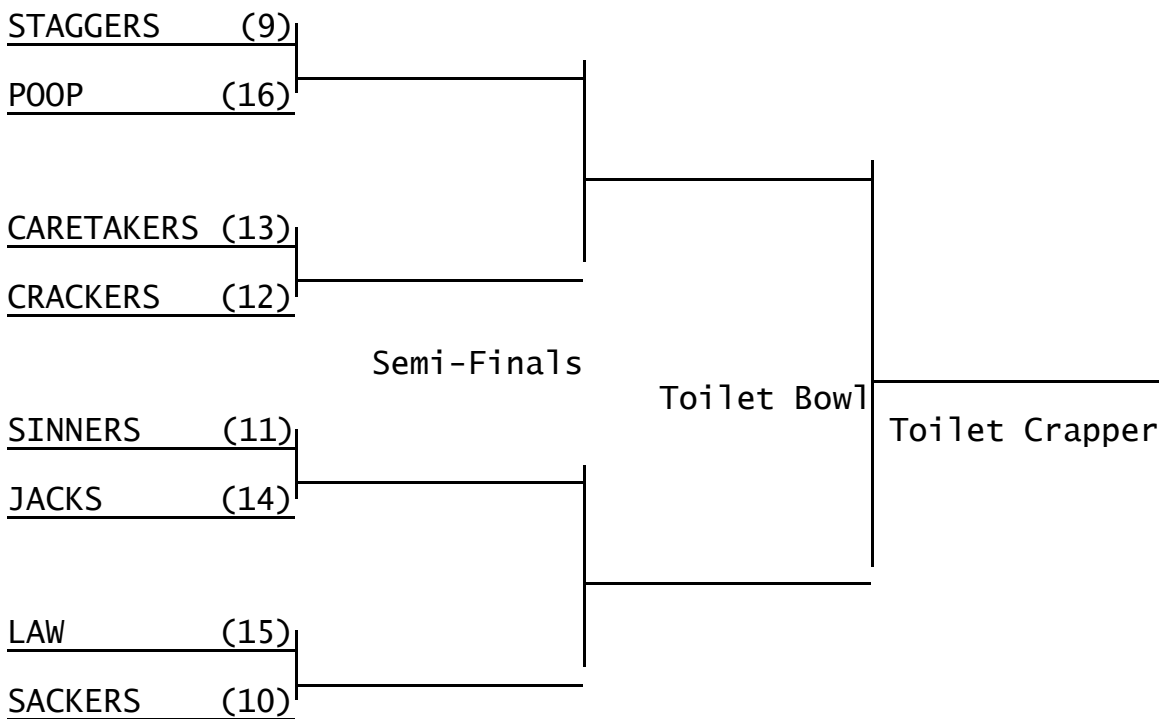 STAGGERS (9)
POOP (16)
CARETAKERS (13)
CRACKERS (12)
Semi-Finals
Toilet Bowl
SINNERS (11)
Toilet Crapper
JACKS (14)
LAW (15)
SACKERS (10)